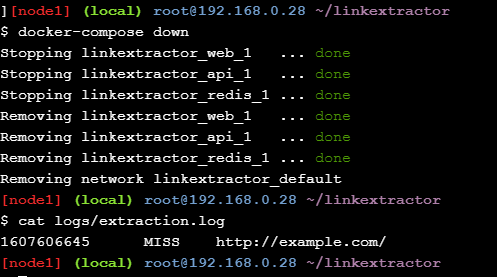 ][node1] (local) root@192.168.0.28 ~/linkextractor
$ docker-compose down
Stopping linkextractor_web_1   ... done
Stopping linkextractor_api_1   ... done
Stopping linkextractor_redis_1 ... done
Removing linkextractor_web_1   ... done
Removing linkextractor_api_1   ... done
Removing linkextractor_redis_1 ... done
Removing network linkextractor_default
[node1] (local) root@192.168.0.28 ~/linkextractor
$ cat logs/extraction.log
1607606645      MISS    http://example.com/
[node1] (local) root@192.168.0.28 ~/linkextractor